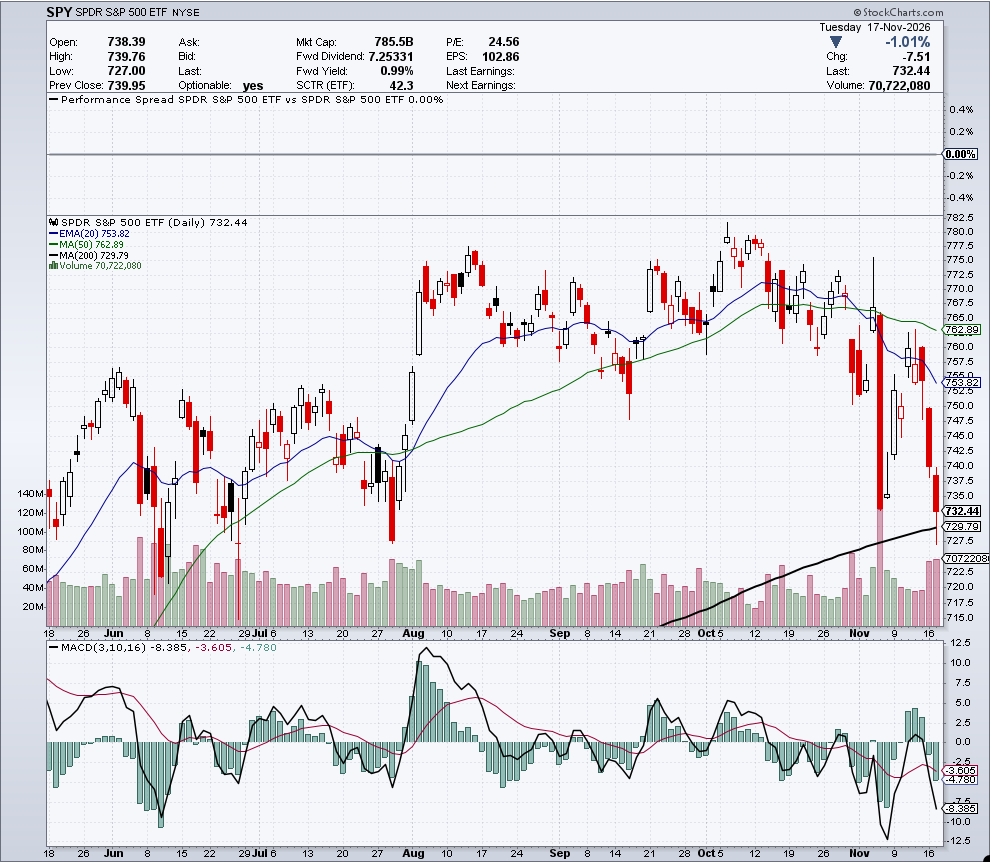 SPY SPDR S&P 500 ETF NYSE
© StockCharts.com
Tuesday 17-Nov-2026
Open: 738.39 Ask: Mkt Cap: 785.5B P/E: 24.56 -1.01%
High: 739.76 Bid: Fwd Dividend: 7.25331 EPS: 102.86 Chg: -7.51
Low: 727.00 Last: Fwd Yield: 0.99% Last Earnings: Last: 732.44
Prev Close: 739.95 Optionable: yes SCTR (ETF): 42.3 Next Earnings: Volume: 70,722,080
Performance Spread SPDR S&P 500 ETF vs SPDR S&P 500 ETF 0.00%
0.4%
0.2%
0.00%
-0.2%
-0.4%
SPDR S&P 500 ETF (Daily) 732.44
EMA(20) 753.82
MA(50) 762.89
MA(200) 729.79
Volume 70,722,080
782.5
780.0
777.5
775.0
772.5
770.0
767.5
765.0
762.89
760.0
757.5
755.0
753.82
752.5
750.0
747.5
745.0
742.5
740.0
737.5
735.0
732.44
729.79
727.5
70722080
722.5
720.0
717.5
715.0
140M
120M
100M
80M
60M
40M
20M
18 26 Jun 8 15 22 29 Jul 6 13 20 27 Aug 10 17 24 Sep 8 14 21 28 Oct 5 12 19 26 Nov 9 16
MACD(3,10,16) -8.385, -3.605, -4.780
12.5
10.0
7.5
5.0
2.5
0.0
-2.5
-3.605
-4.780
-7.5
-8.385
-10.0
-12.5
18 26 Jun 8 15 22 29 Jul 6 13 20 27 Aug 10 17 24 Sep 8 14 21 28 Oct 5 12 19 26 Nov 9 16